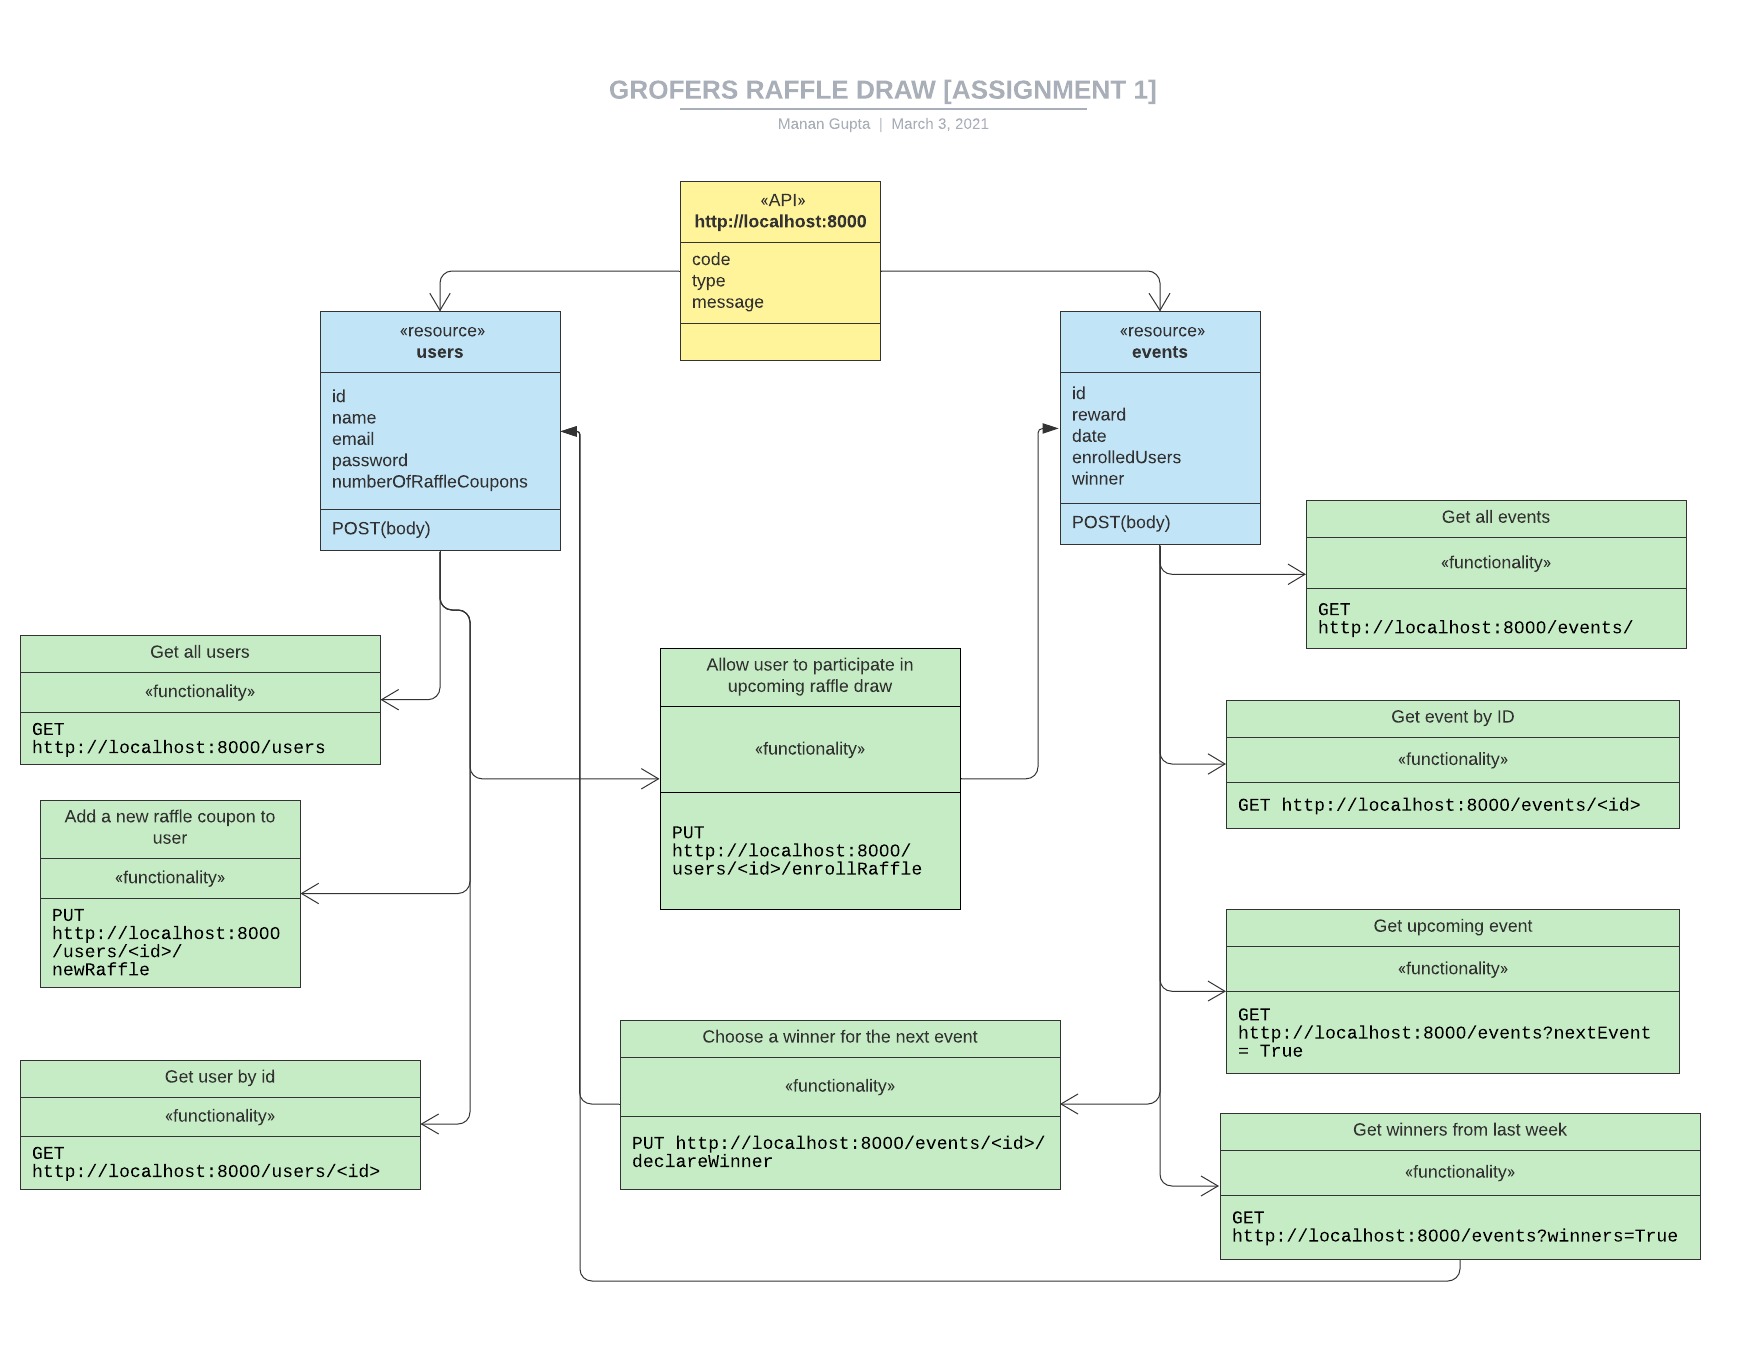 GROFERS RAFFLE DRAW [ASSIGNMENT 1]
Manan Gupta | March 3, 2021
«API»
http://localhost:8000
code
type
message
«resource»
users
id
name
email
password
numberOfRaffleCoupons
POST(body)
«resource»
events
id
reward
date
enrolledUsers
winner
POST(body)
Get all events
«functionality»
GET
http://localhost:8000/events/
Get all users
«functionality»
GET
http://localhost:8000/users
Allow user to participate in
upcoming raffle draw
«functionality»
PUT
http://localhost:8000/
users/<id>/enrollRaffle
Get event by ID
«functionality»
GET http://localhost:8000/events/<id>
Add a new raffle coupon to
user
«functionality»
PUT
http://localhost:8000
/users/<id>/
newRaffle
Get upcoming event
«functionality»
GET
http://localhost:8000/events?nextEvent
= True
Choose a winner for the next event
«functionality»
PUT http://localhost:8000/events/<id>/
declareWinner
Get user by id
«functionality»
GET
http://localhost:8000/users/<id>
Get winners from last week
«functionality»
GET
http://localhost:8000/events?winners=True